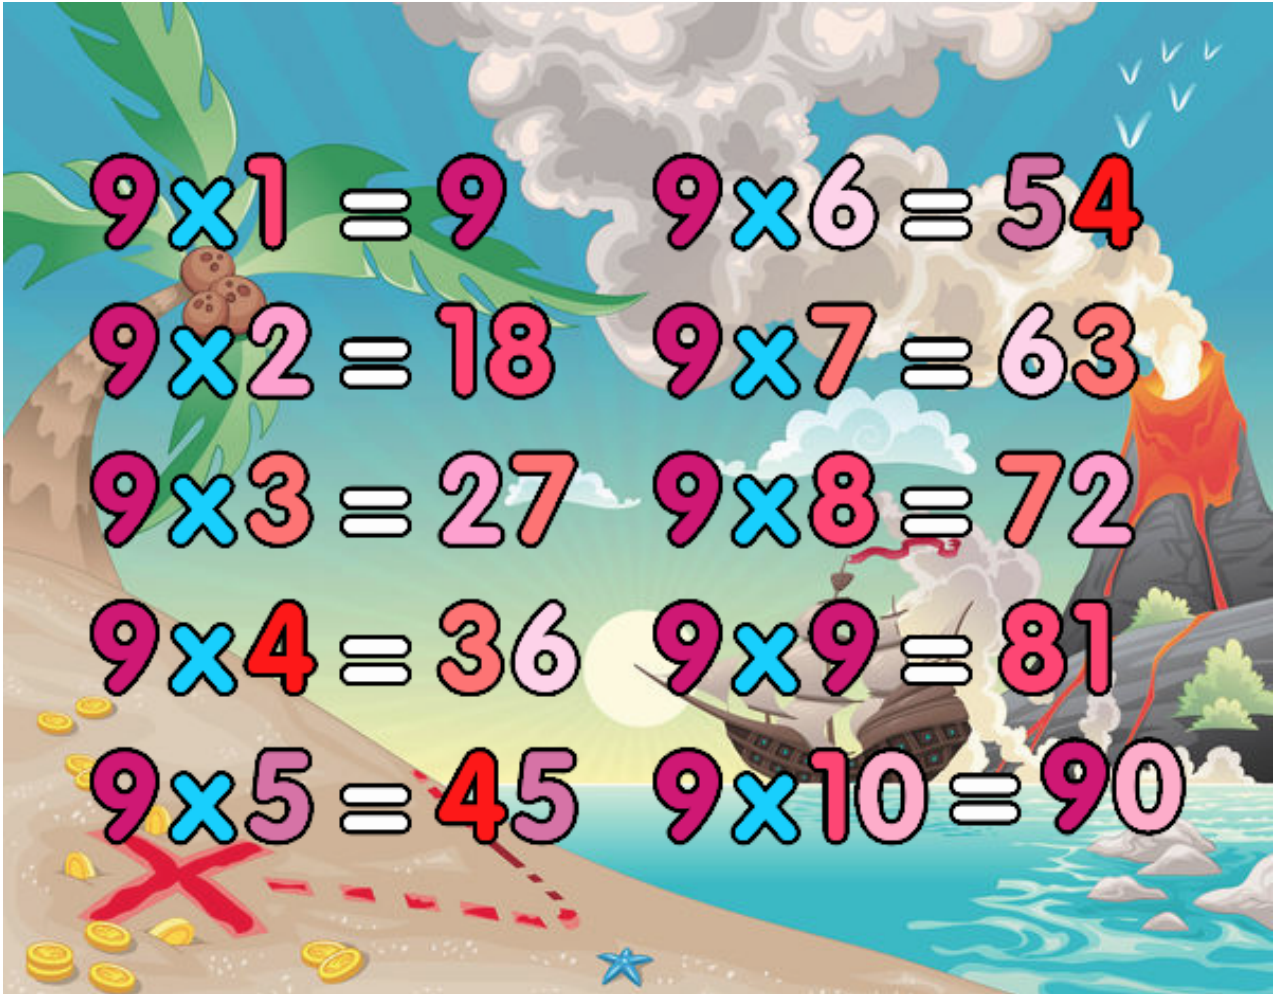 9x1 = 9
9x2 = 18
9x3 = 27
9x4 = 36
9x5 = 45
9x6 = 54
9x7 = 63
9x8 = 72
9x9 = 81
9x10 = 90